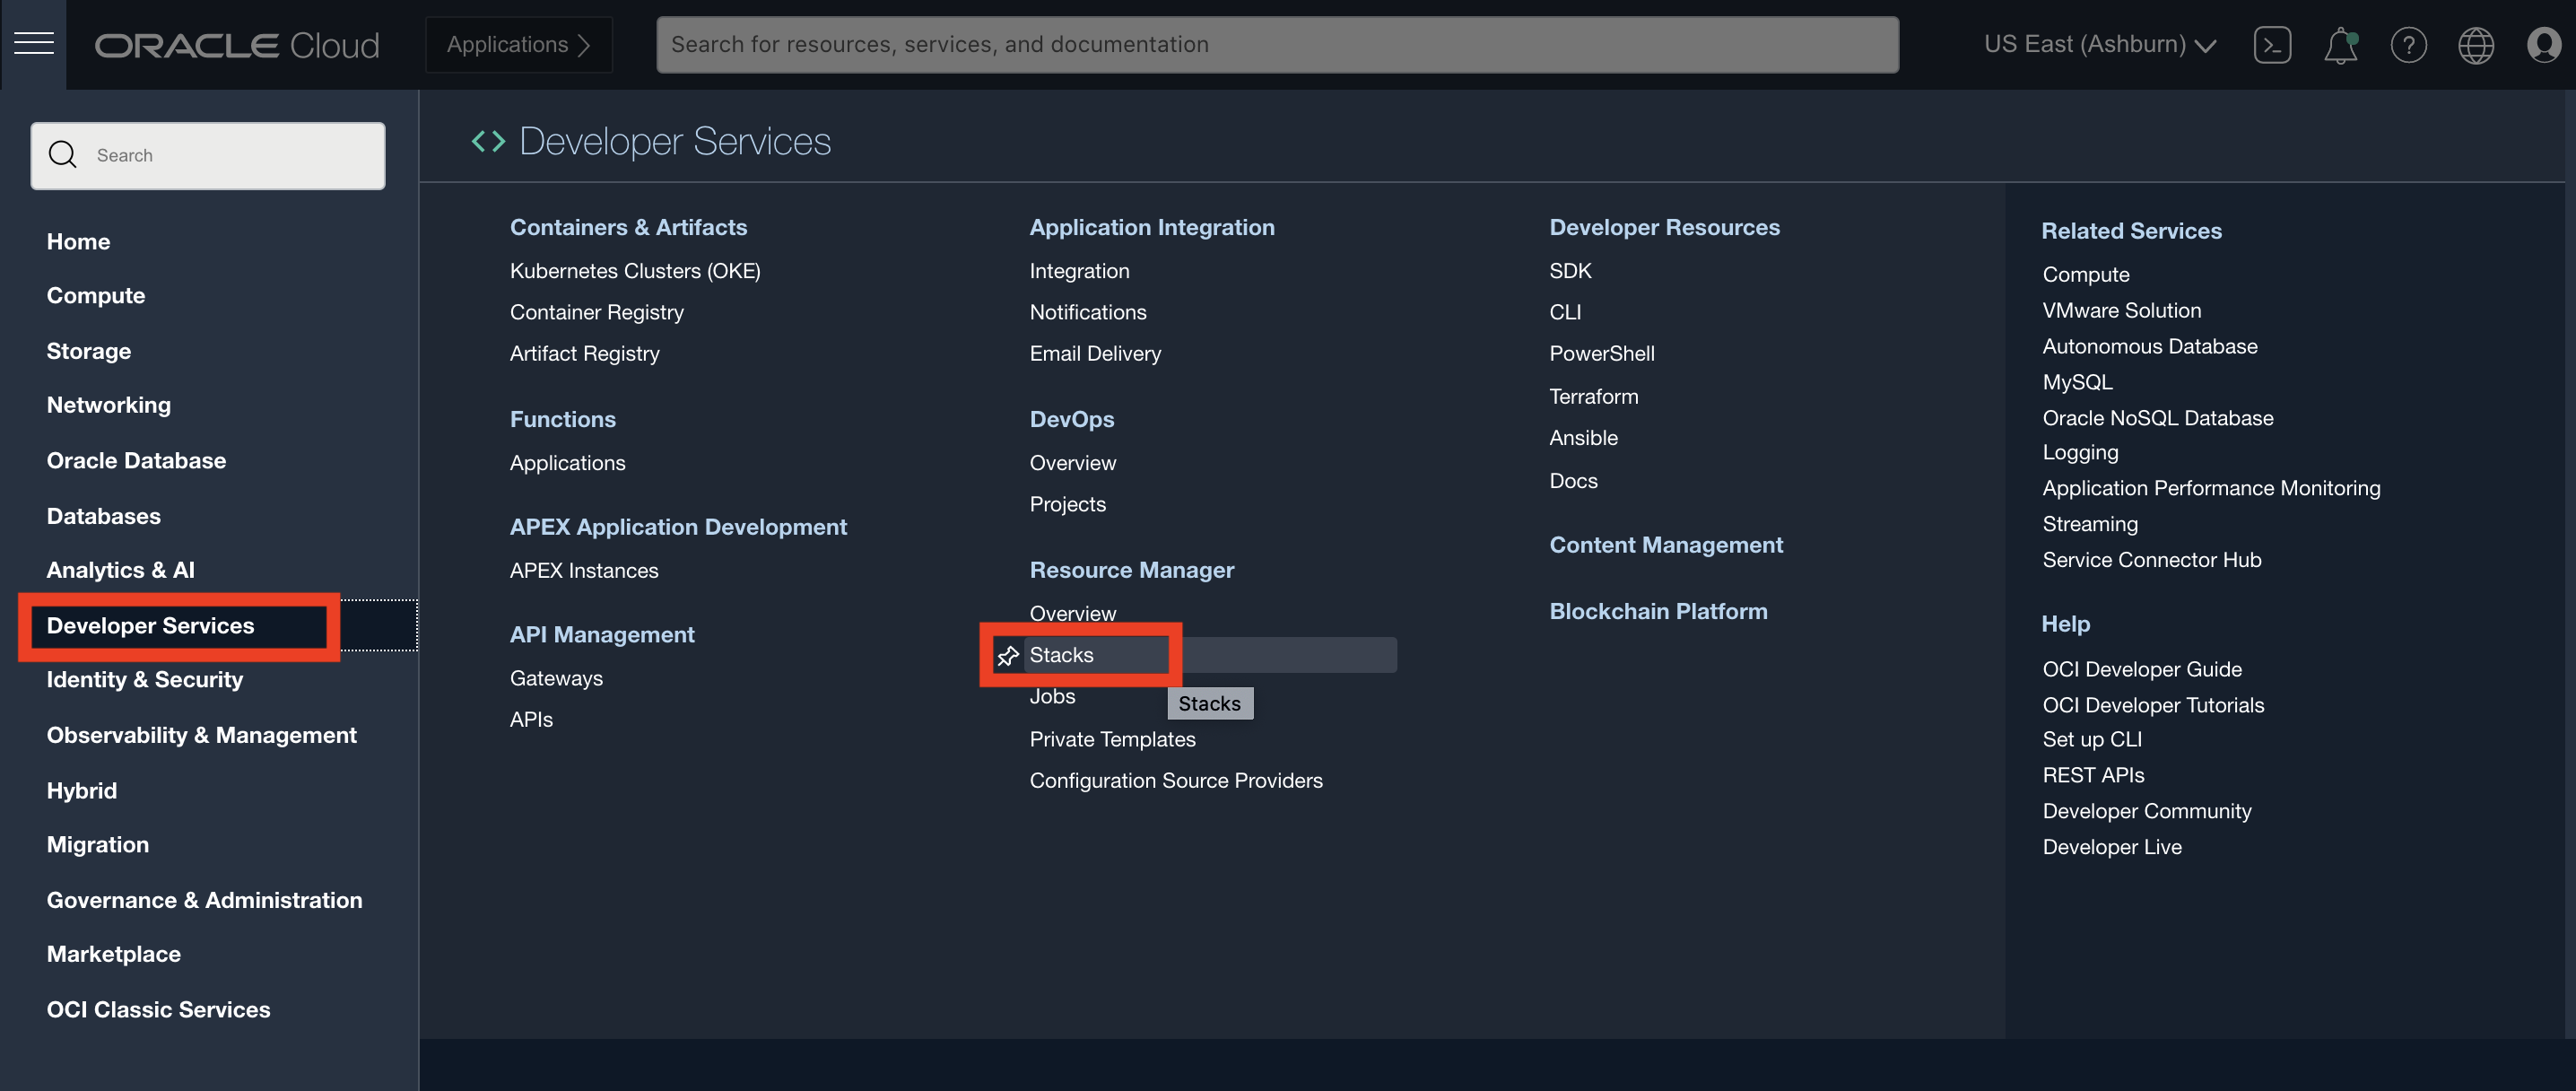 ORACLE Cloud
Applications
Search for resources, services, and documentation
US East (Ashburn)
Search
Home
Compute
Storage
Networking
Oracle Database
Databases
Analytics & AI
Developer Services
Identity & Security
Observability & Management
Hybrid
Migration
Governance & Administration
Marketplace
OCI Classic Services
Developer Services
Containers & Artifacts
Kubernetes Clusters (OKE)
Container Registry
Artifact Registry
Functions
Applications
APEX Application Development
APEX Instances
API Management
Gateways
APIs
Application Integration
Integration
Notifications
Email Delivery
DevOps
Overview
Projects
Resource Manager
Overview
Stacks
Jobs
Stacks
Private Templates
Configuration Source Providers
Developer Resources
SDK
CLI
PowerShell
Terraform
Ansible
Docs
Content Management
Blockchain Platform
Related Services
Compute
VMware Solution
Autonomous Database
MySQL
Oracle NoSQL Database
Logging
Application Performance Monitoring
Streaming
Service Connector Hub
Help
OCI Developer Guide
OCI Developer Tutorials
Set up CLI
REST APIs
Developer Community
Developer Live